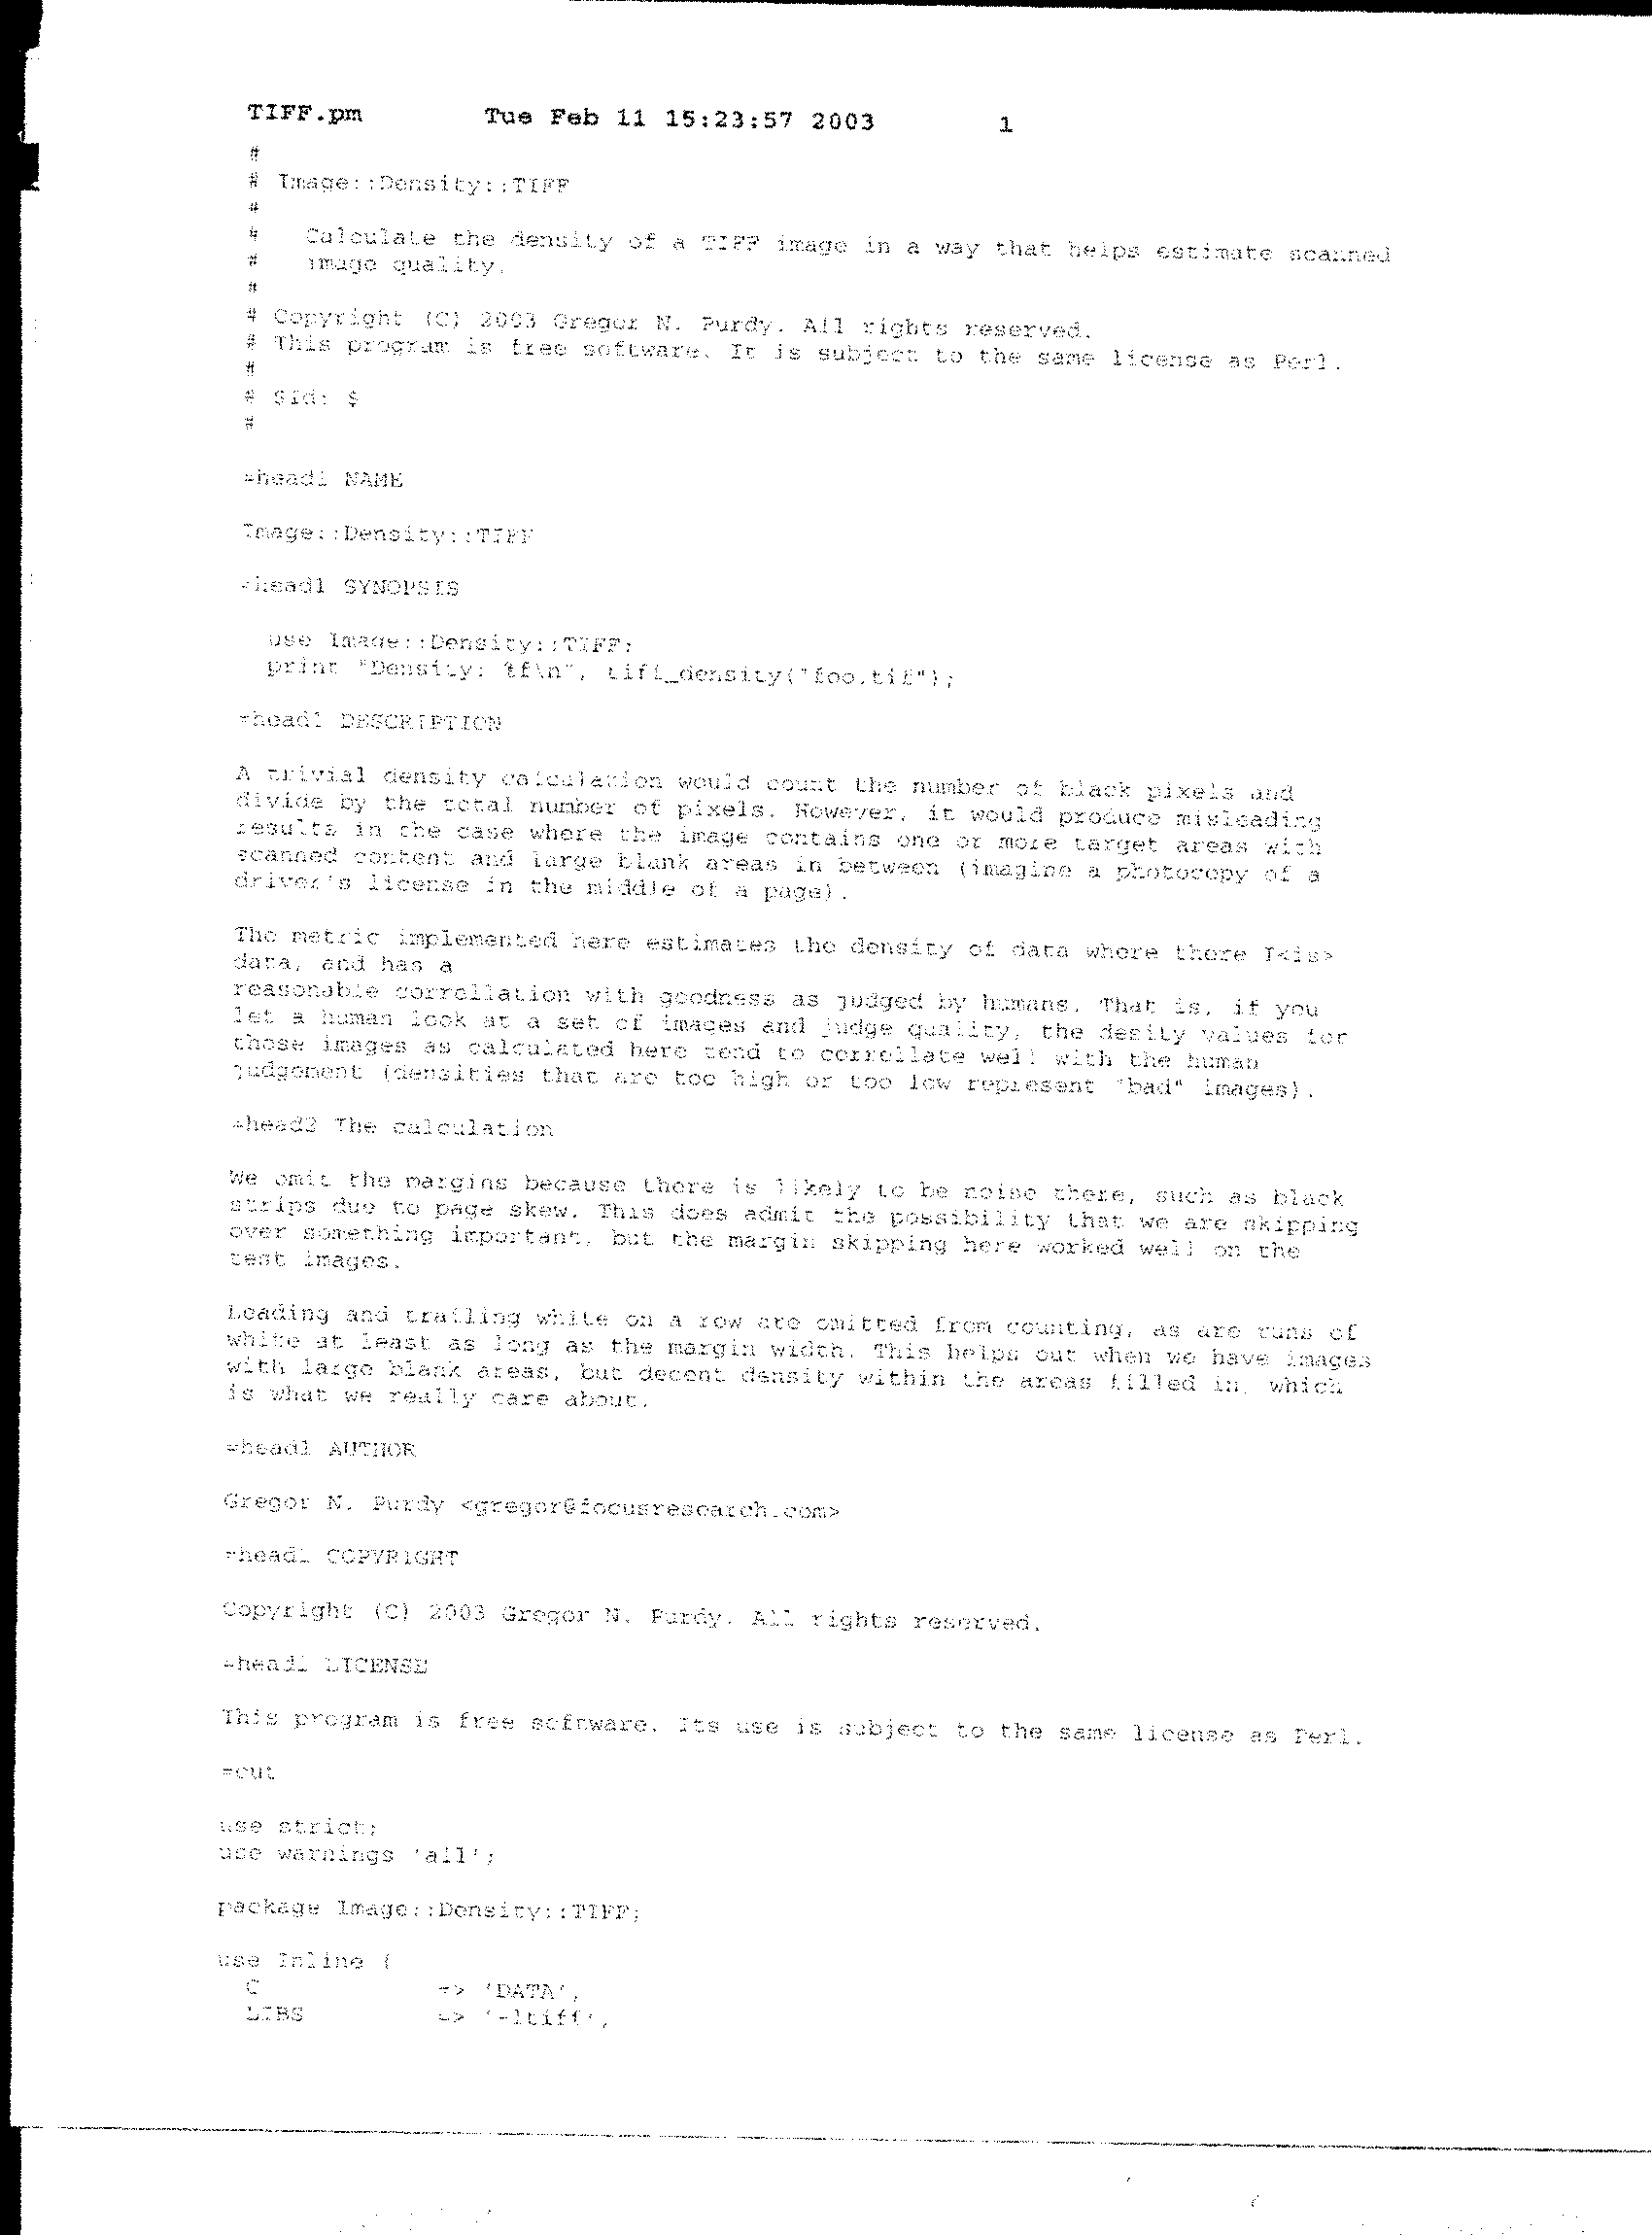 TIFF.pm Tue Feb 11 15:23:57 2003 1
#
# Image::Density::TIFF
#
# Calculate the density of a TIFF image in a way that helps estimate scanned
# image quality.
#
# Copyright (C) 2003 Gregor N. Purdy. All rights reserved.
# This program is free software. It is subject to the same license as Perl.
#
# $Id: $
#
=head1 NAME
Image::Density::TIFF
=head1 SYNOPSIS
use Image::Density::TIFF;
print "Density: %f\n", tiff_density("foo.tif");
=head1 DESCRIPTION
A trivial density calculation would count the number of black pixels and
divide by the total number of pixels. However, it would produce misleading
results in the case where the image contains one or more target areas with
scanned content and large blank areas in between (imagine a photocopy of a
driver's license in the middle of a page).
The metric implemented here estimates the density of data where there I<is>
data, and has a
reasonable correllation with goodness as judged by humans. That is, if you
let a human look at a set of images and judge quality, the desity values for
those images as calculated here tend to correllate well with the human
judgement (densities that are too high or too low represent "bad" images).
=head2 The calculation
We omit the margins because there is likely to be noise there, such as black
strips due to page skew. This does admit the possibility that we are skipping
over something important, but the margin skipping here worked well on the
test images.
Leading and trailing white on a row are omitted from counting, as are runs of
white at least as long as the margin width. This helps out when we have images
with large blank areas, but decent density within the areas filled in, which
is what we really care about.
=head1 AUTHOR
Gregor N. Purdy <gregor@focusresearch.com>
=head1 COPYRIGHT
Copyright (C) 2003 Gregor N. Purdy. All rights reserved.
=head1 LICENSE
This program is free software. Its use is subject to the same license as Perl.
=cut
use strict;
use warnings 'all';
package Image::Density::TIFF;
use Inline (
C => 'DATA',
LIBS => '-ltiff',